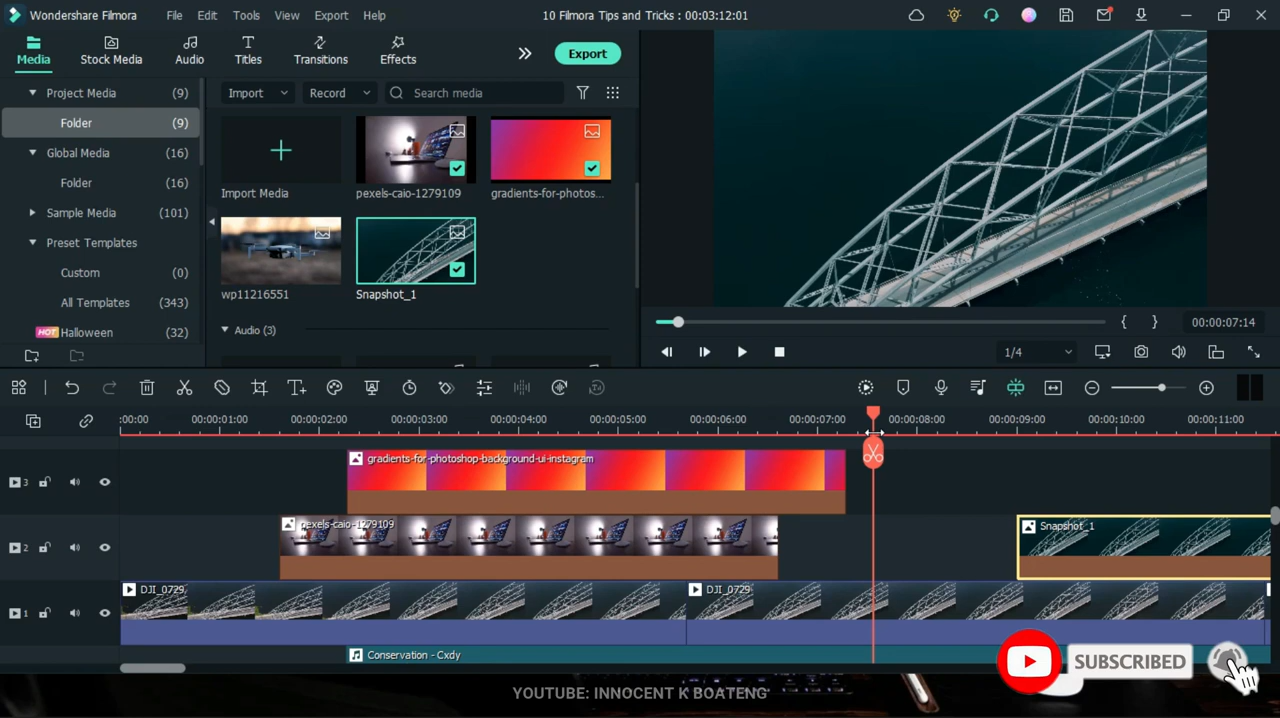 Wondershare Filmora
File
Edit
Tools
View
Export
Help
10 Filmora Tips and Tricks : 00:03:12:01
Media
Stock Media
Audio
Titles
Transitions
Effects
Export
Project Media (9)
Folder (9)
Global Media (16)
Folder (16)
Sample Media (101)
Preset Templates
Custom (0)
All Templates (343)
HOT Halloween (32)
Import
Record
Search media
Import Media
pexels-caio-1279109
gradients-for-photos...
wp11216551
Snapshot_1
Audio (3)
{ }
00:00:07:14
1/4
:00:00
00:00:01:00
00:00:02:00
00:00:03:00
00:00:04:00
00:00:05:00
00:00:06:00
00:00:07:00
00:00:08:00
00:00:09:00
00:00:10:00
00:00:11:00
3
gradients-for-photoshop-background-ui-instagram
2
pexels-caio-1279109
Snapshot_1
1
DJI_0729
DJI_0729
Conservation - Cxdy
SUBSCRIBED
YOUTUBE: INNOCENT K BOATENG